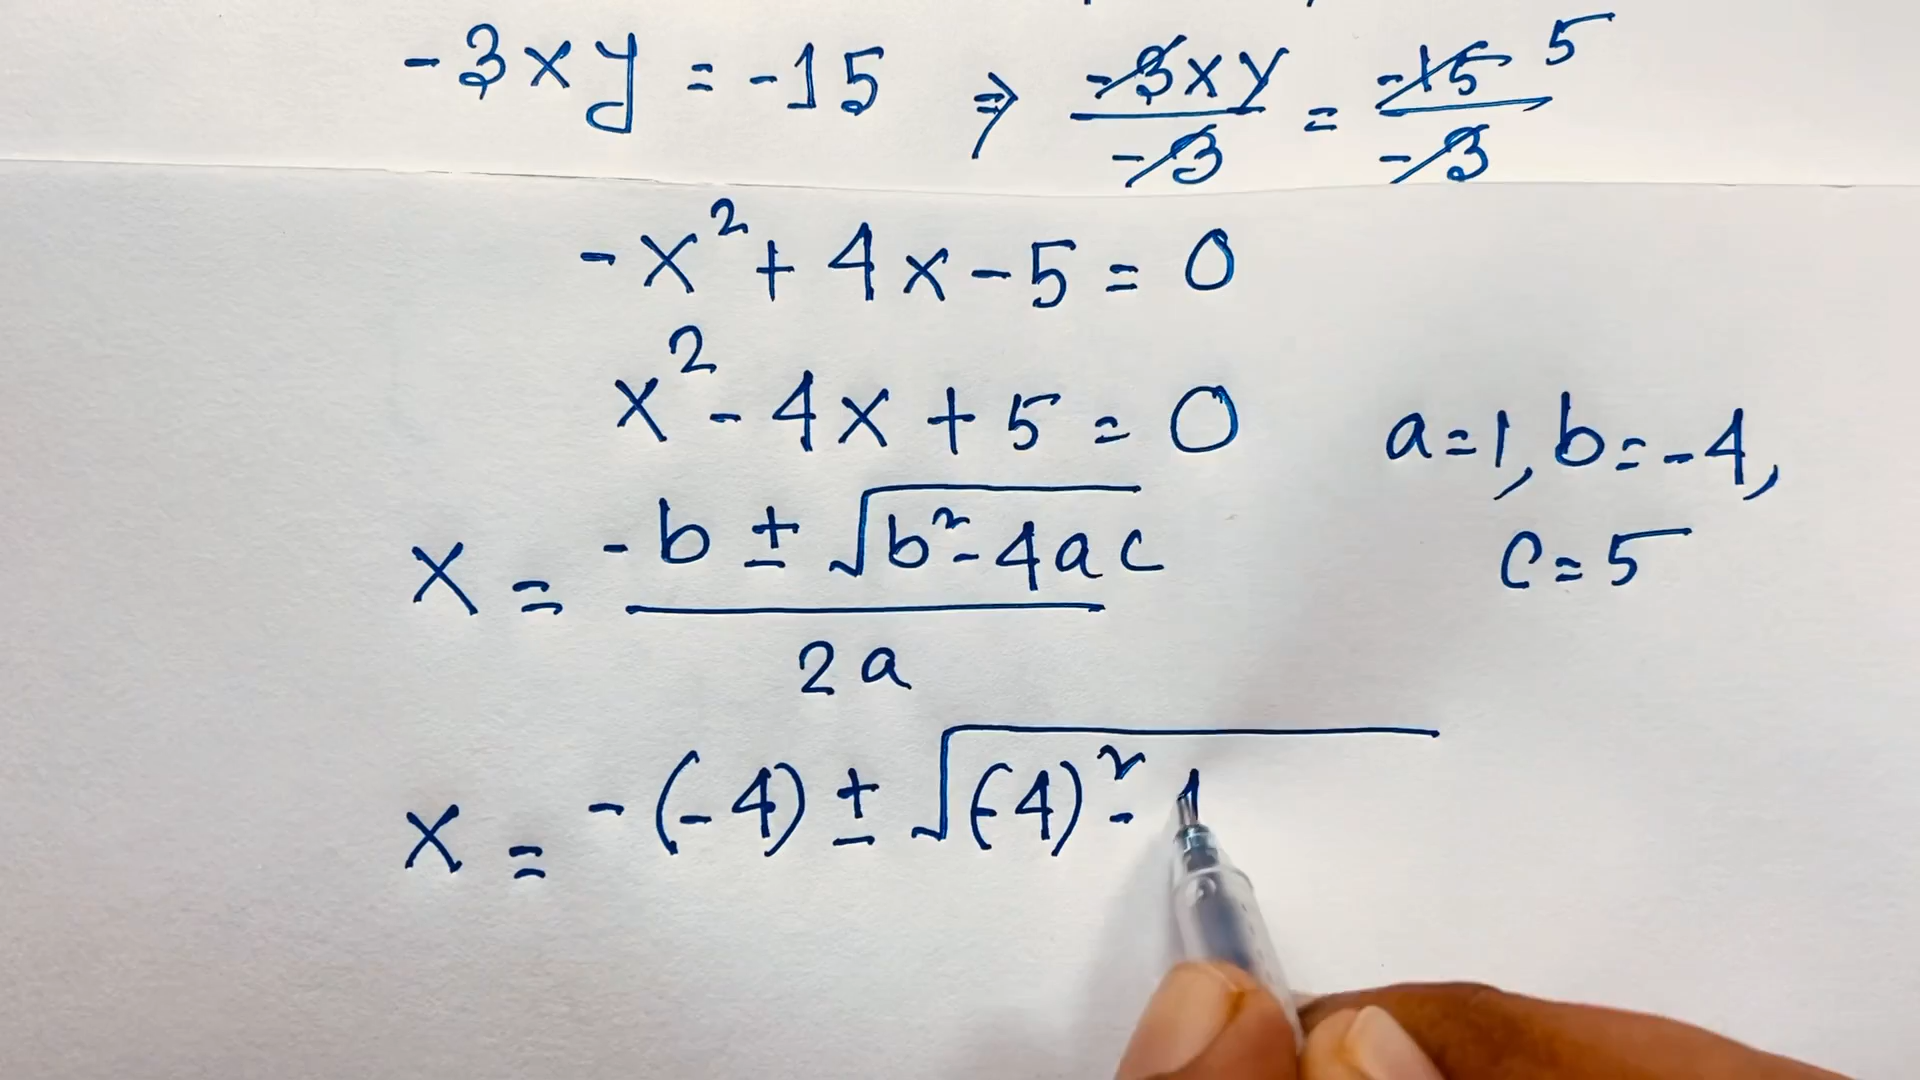 -3xy = -15 ⇒ -3xy/-3 = -15/-3 5
-x² + 4x - 5 = 0
x² - 4x + 5 = 0
a=1, b=-4,
c=5
x = -b ± √b²-4ac / 2a
x = -(-4) ± √(-4)² -